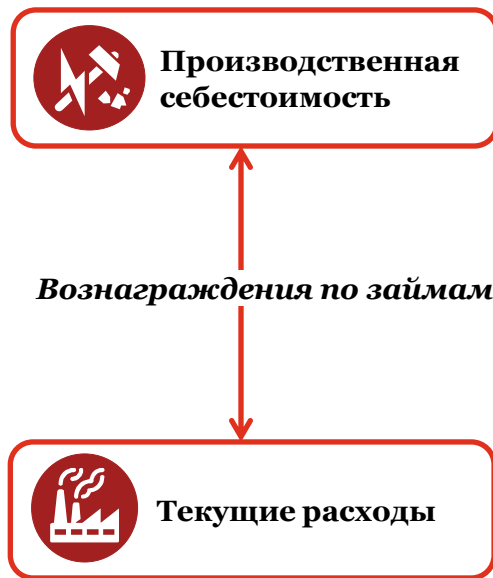 Производственная
себестоимость
Вознаграждения по займам
Текущие расходы